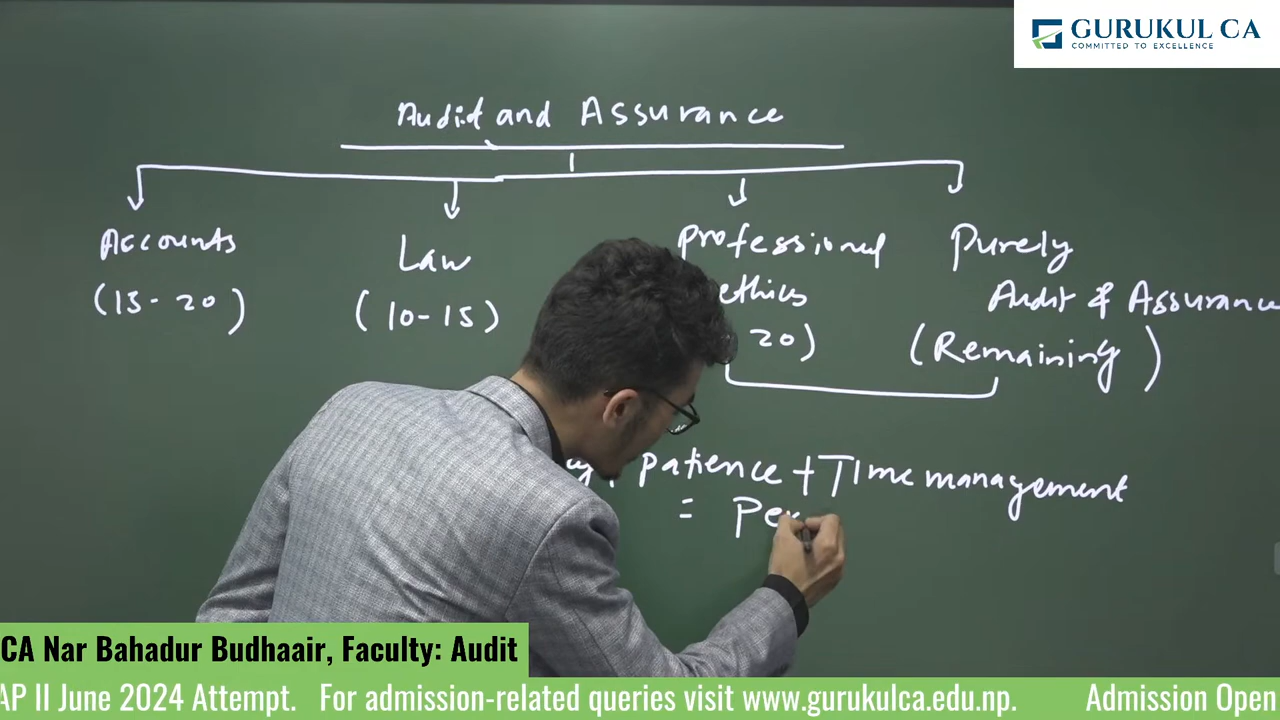 GURUKUL CA
COMMITTED TO EXCELLENCE
Audit and Assurance
Accounts
(15-20)
Law
(10-15)
Professional
ethics
20)
Purely
Audit & Assurance
(Remaining)
patience + Time management
= Per
CA Nar Bahadur Budhaair, Faculty: Audit
AP II June 2024 Attempt. For admission-related queries visit www.gurukulca.edu.np. Admission Open